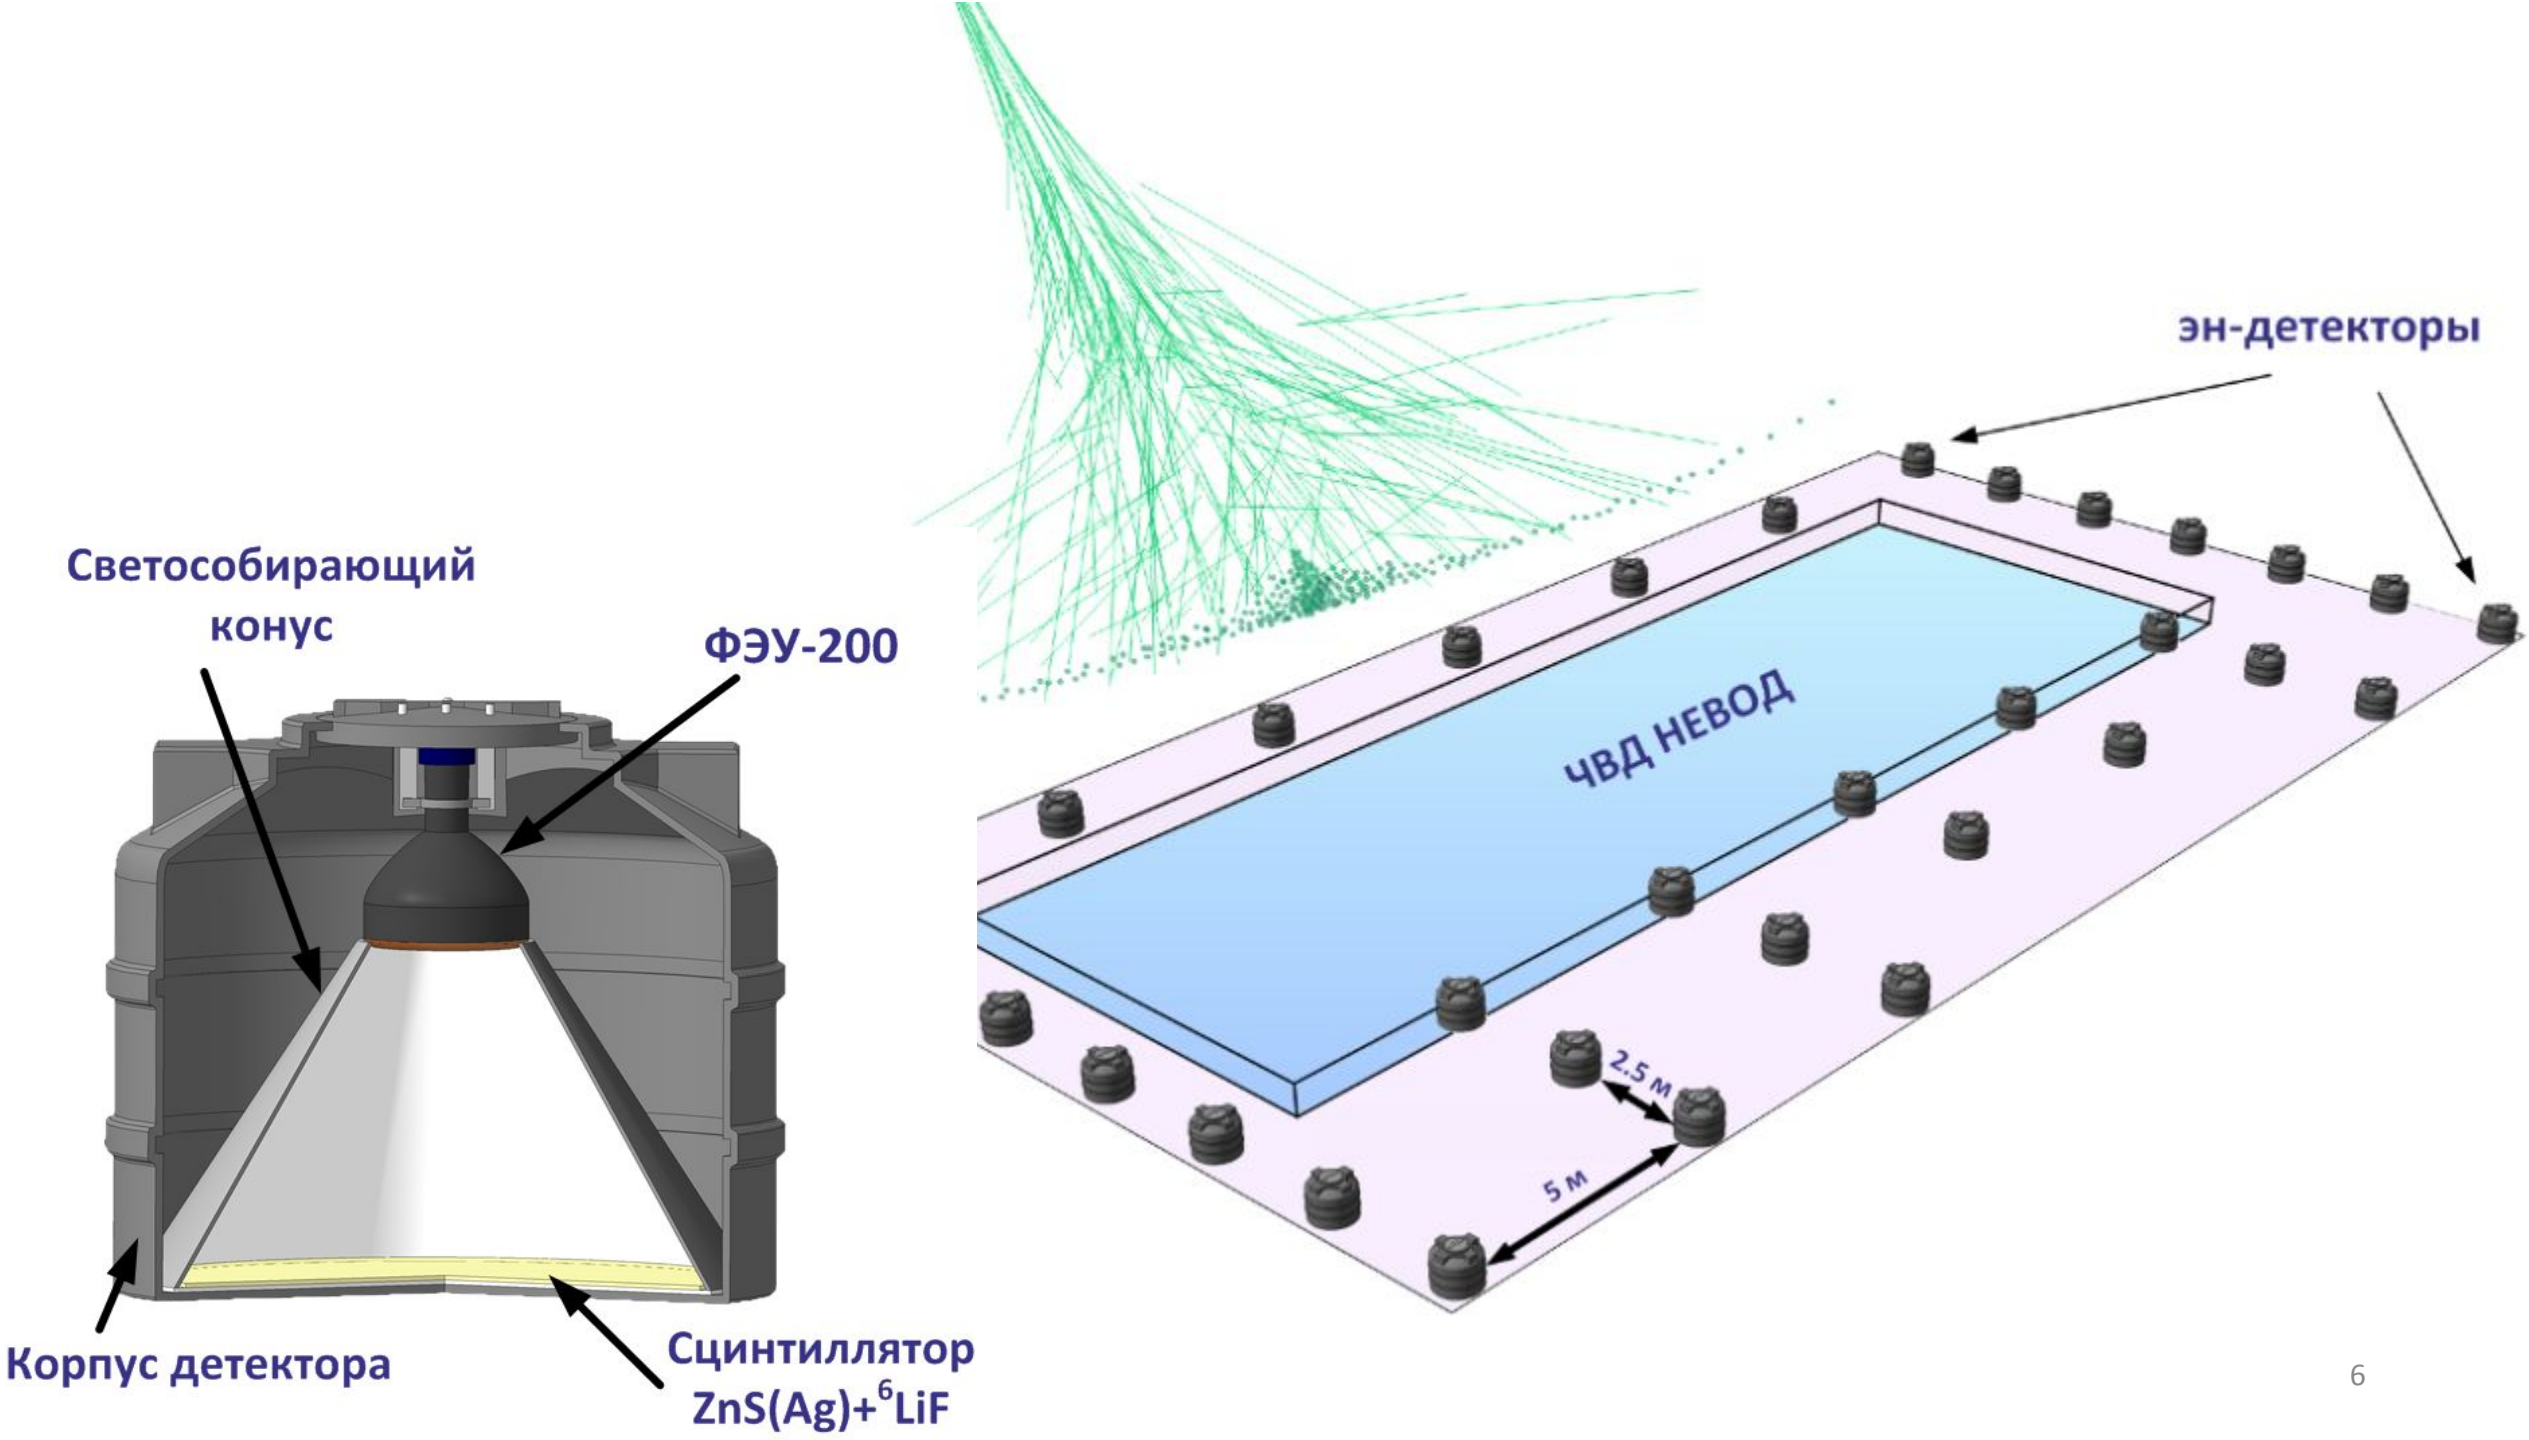 эн-детекторы
Светособирающий
конус
ФЭУ-200
ЧВД НЕВОД
2.5 м
5 м
Корпус детектора
Сцинтиллятор
ZnS(Ag)+⁶LiF
6